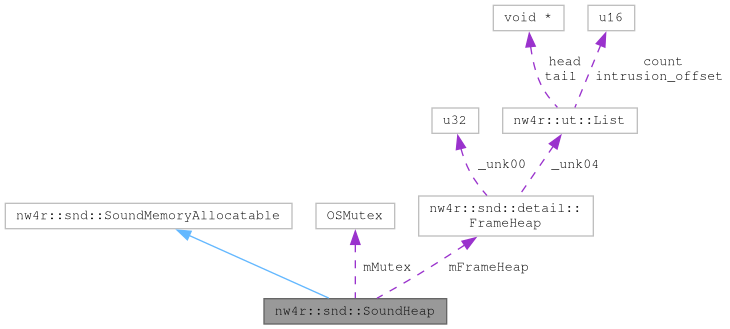 void *
u16
head
tail
count
intrusion_offset
u32
nw4r::ut::List
_unk00
_unk04
nw4r::snd::SoundMemoryAllocatable
OSMutex
nw4r::snd::detail::
FrameHeap
mMutex
mFrameHeap
nw4r::snd::SoundHeap